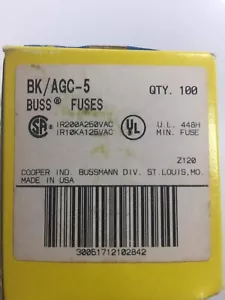 BK/AGC-5
QTY. 100
BUSS® FUSES
IR200A250VAC
IR10KA125VAC
U.L. 448H
MIN. FUSE
Z120
COOPER IND. BUSSMANN DIV. ST.LOUIS,MO.
MADE IN USA
30051712102842